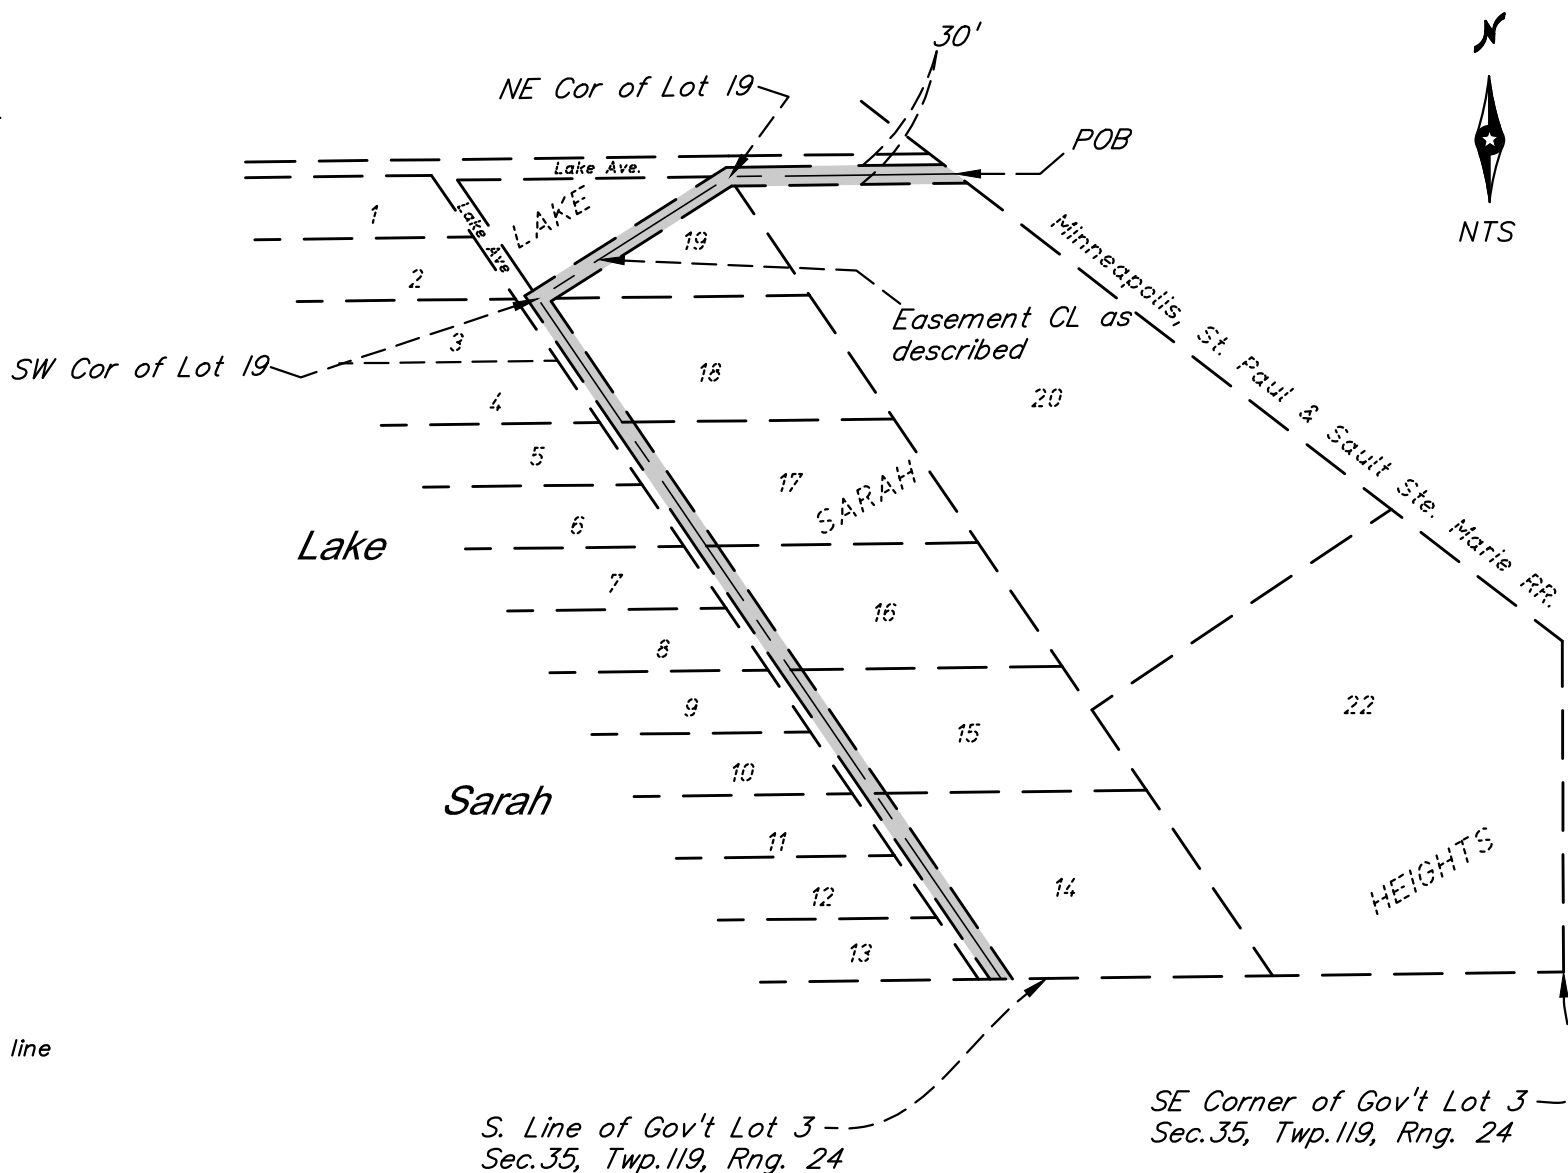 30'
N
NE Cor of Lot 19
POB
Lake Ave.
1
LAKE
Lake Ave
19
NTS
Minneapolis, St. Paul & Sault Ste. Marie RR.
2
Easement CL as
described
3
SW Cor of Lot 19
18
20
4
5
17
SARAH
6
Lake
7
16
8
9
22
15
10
Sarah
11
HEIGHTS
12
14
13
line
S. Line of Gov't Lot 3
Sec.35, Twp.119, Rng. 24
SE Corner of Gov't Lot 3
Sec.35, Twp.119, Rng. 24